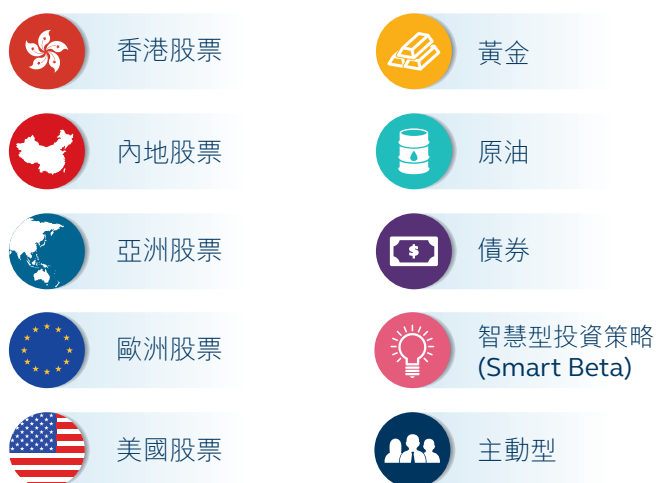 香港股票
內地股票
亞洲股票
歐洲股票
美國股票
黃金
原油
$
債券
智慧型投資策略
(Smart Beta)
主動型